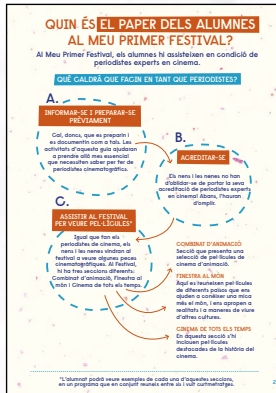 QUIN ÉS EL PAPER DELS ALUMNES
AL MEU PRIMER FESTIVAL?
Al Meu Primer Festival, els alumnes hi assisteixen en condició de
periodistes experts en cinema.
QUÈ CALDRÀ QUE FACIN EN TANT QUE PERIODISTES?
A.
INFORMAR-SE I PREPARAR-SE
PRÈVIAMENT
Cal, doncs, que es preparin i
es documentin com a tals. Les
activitats d'aquesta guia ajudaran
a prendre allò més essencial
que necessiten saber per fer de
periodistes cinematogràfics.
B.
ACREDITAR-SE
Els nens i les nenes no han
d'oblidar-se de portar la seva
acreditació de periodistes experts
en cinema! Abans, l'hauran
d'omplir.
C.
ASSISTIR AL FESTIVAL
PER VEURE PEL·LÍCULES*
Igual que fan els
periodistes de cinema, els
nens i les nenes vindran al
festival a veure algunes peces
cinematogràfiques. Al Festival,
hi ha tres seccions diferents:
Combinat d'animació, Finestra al
món i Cinema de tots els temps.
COMBINAT D'ANIMACIÓ
Secció que presenta una
selecció de pel·lícules de
cinema d'animació.
FINESTRA AL MÓN
Aquí es reuneixen pel·lícules
de diferents països que ens
ajuden a conèixer una mica
més el món, i ens apropen a
realitats i a maneres de viure
d'altres cultures.
CINEMA DE TOTS ELS TEMPS
En aquesta secció s'hi
inclouen pel·lícules
destacades de la història del
cinema.
*L'alumnat podrà veure exemples de cada una d'aquestes seccions,
en un programa que en conjunt reuneix entre sis i vuit curtmetratges.
2